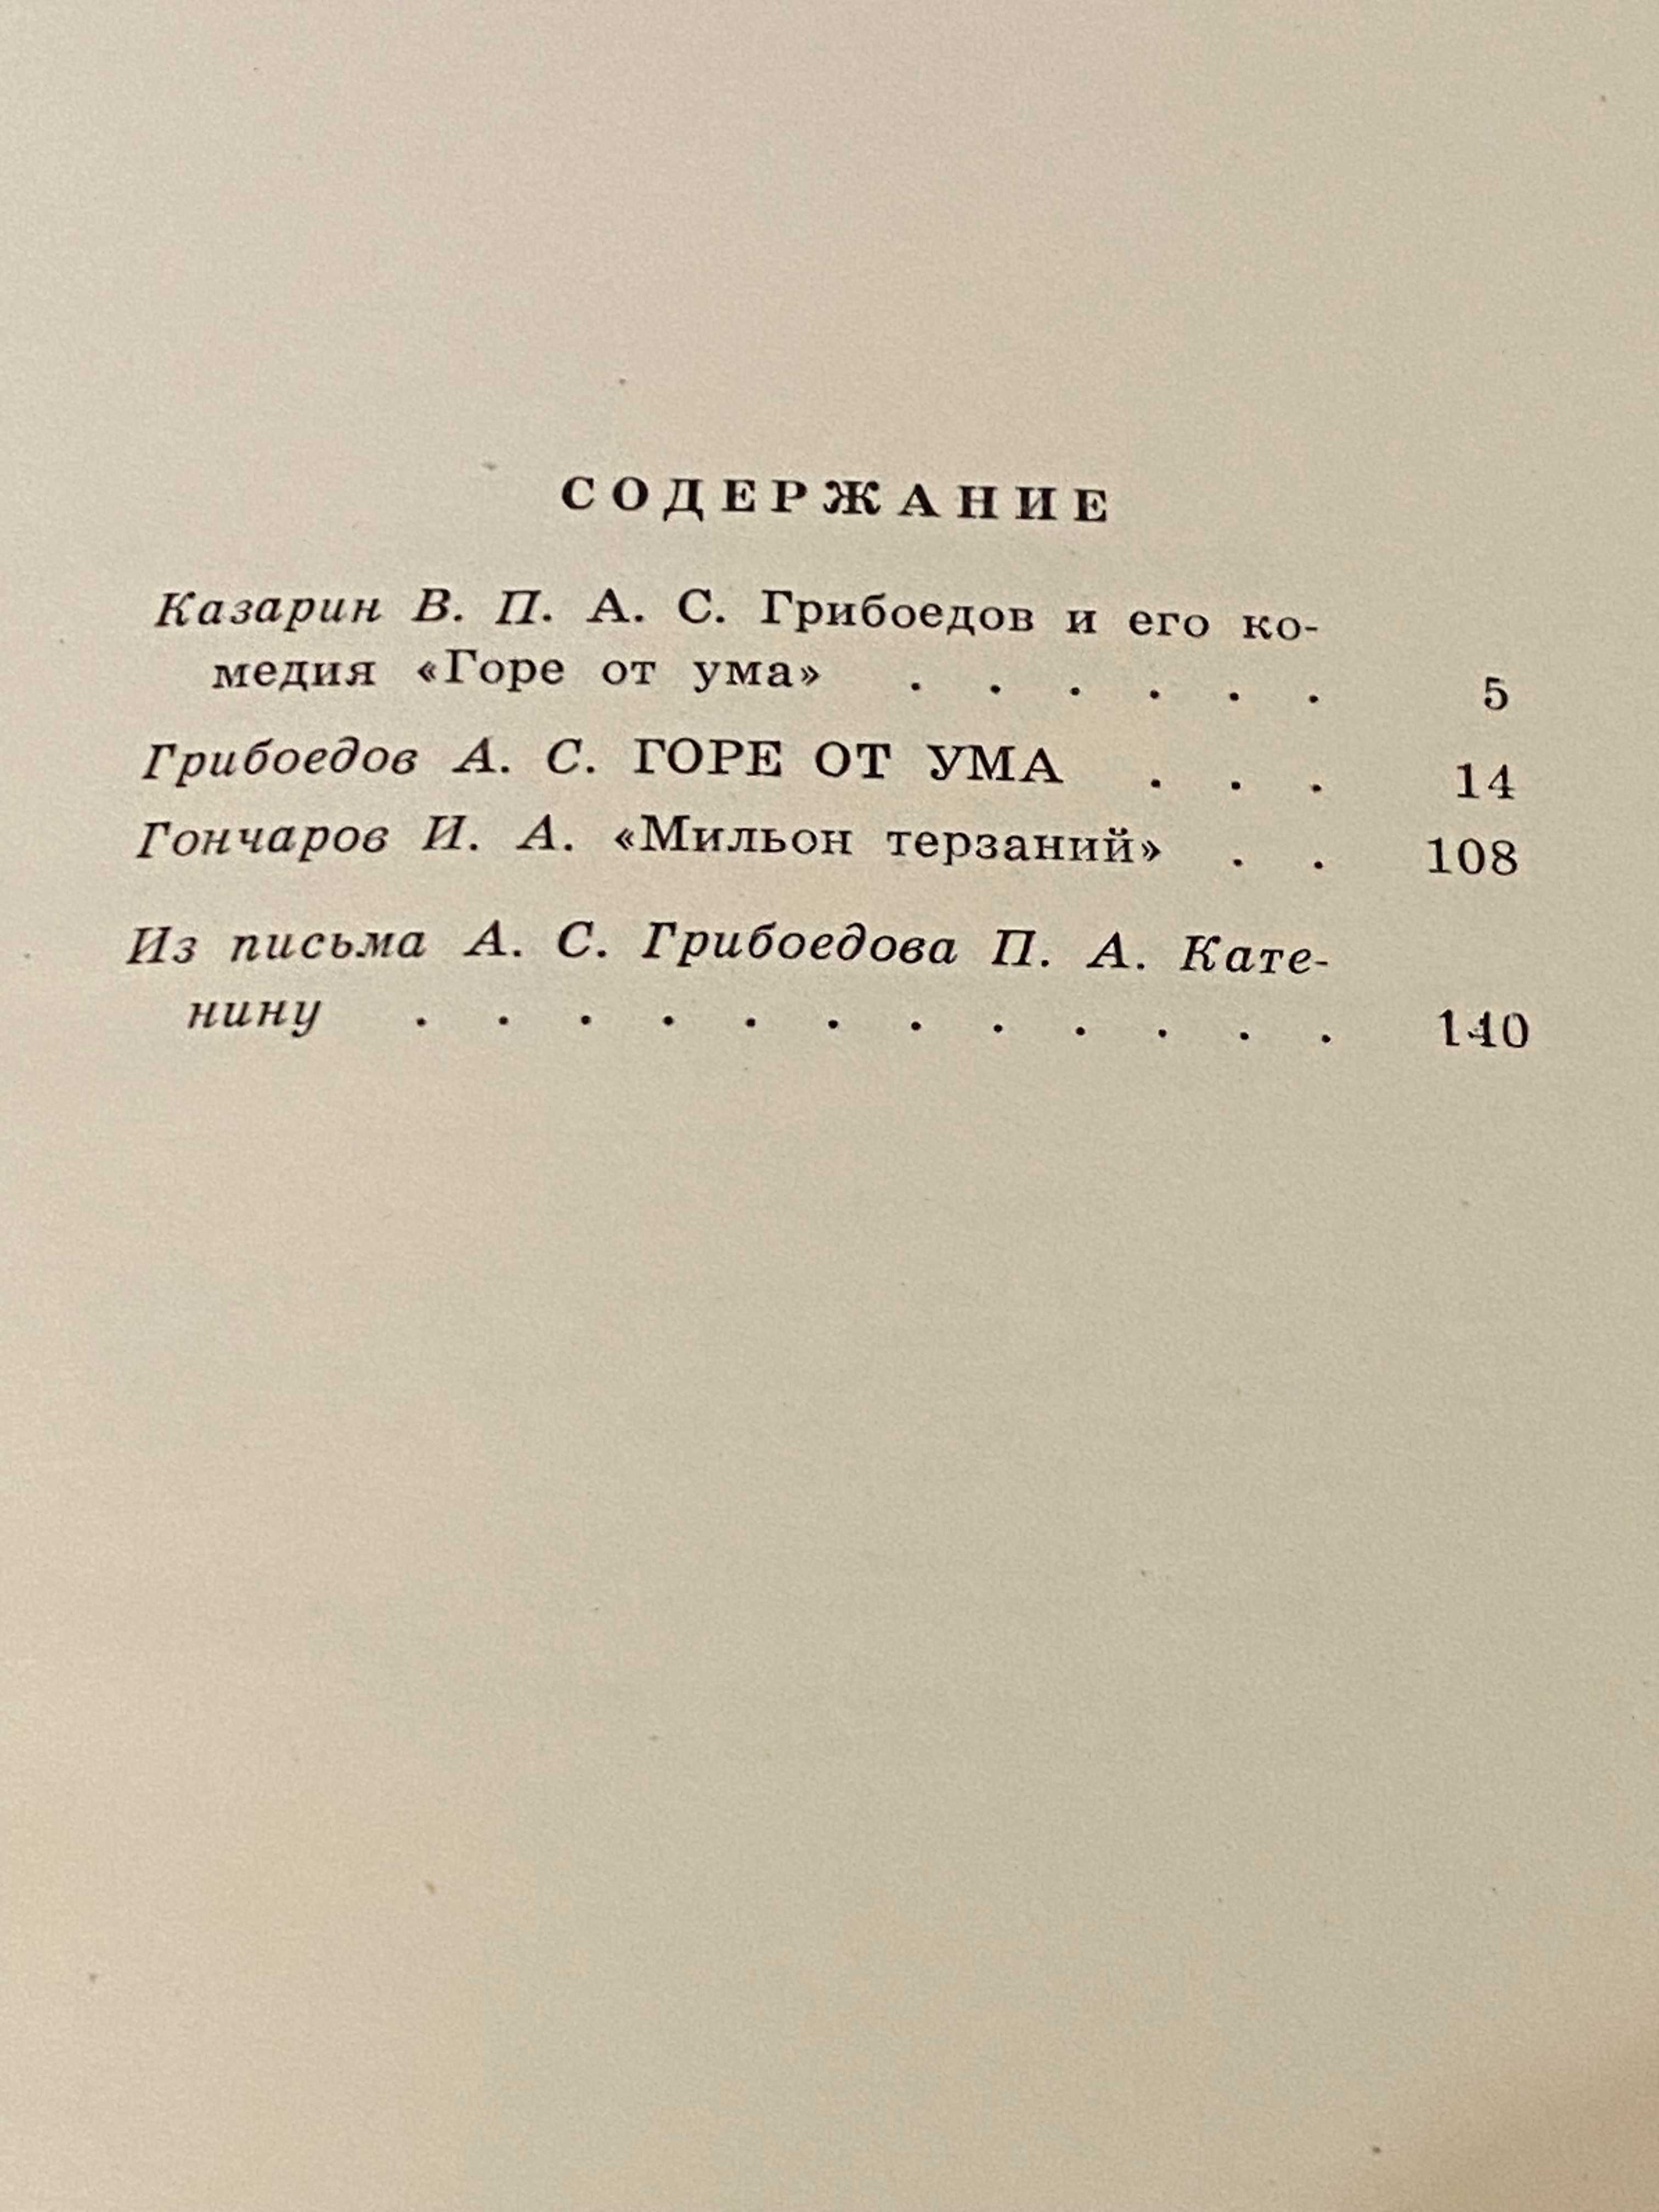 СОДЕРЖАНИЕ
Казарин В. П. А. С. Грибоедов и его ко-
медия «Горе от ума» . . . . . . 5
Грибоедов А. С. ГОРЕ ОТ УМА . . . 14
Гончаров И. А. «Мильон терзаний» . . 108
Из письма А. С. Грибоедова П. А. Кате-
нину . . . . . . . . . . . . 140